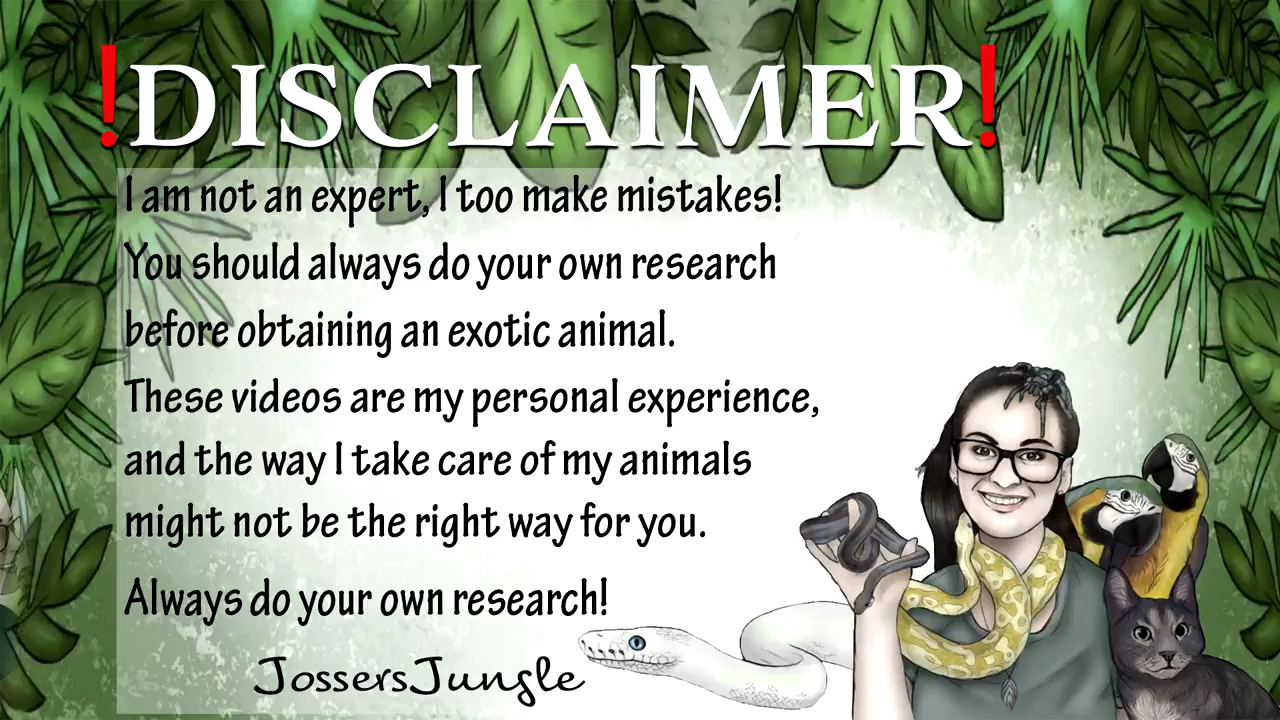 !DISCLAIMER!
I am not an expert, I too make mistakes!
You should always do your own research
before obtaining an exotic animal.
These videos are my personal experience,
and the way I take care of my animals
might not be the right way for you.
Always do your own research!
JossersJungle